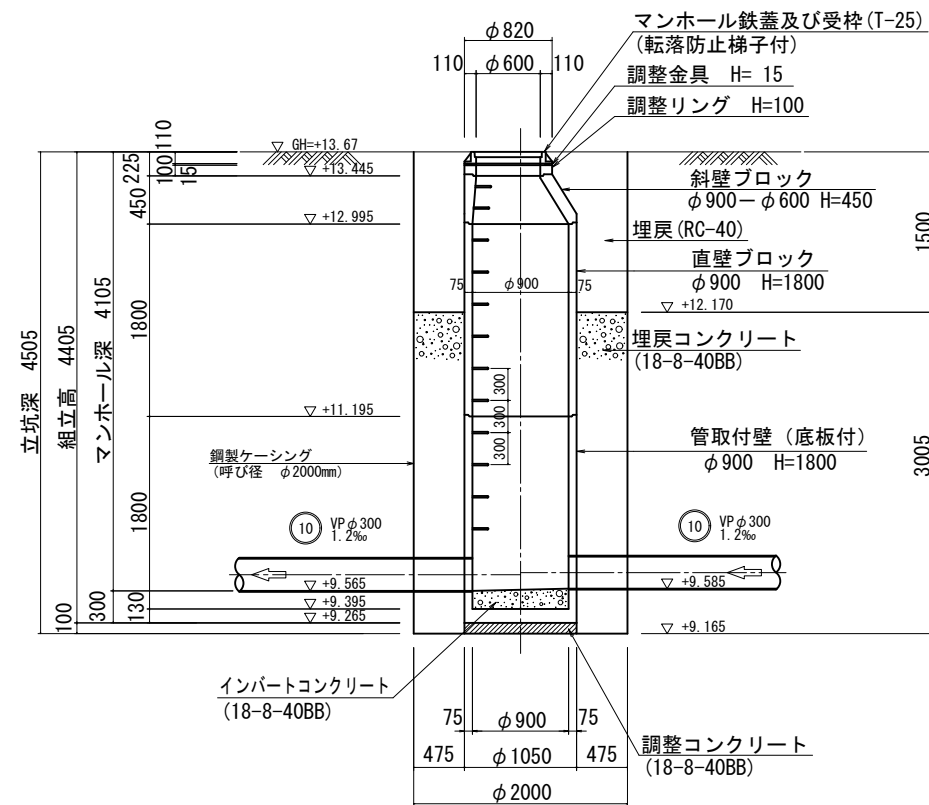 φ820
110 φ600 110
マンホール鉄蓋及び受枠(T-25)
(転落防止梯子付)
調整金具 H= 15
調整リング H=100
GH=+13.67
+13.445
+12.995
110
100
15
225
450
1800
1800
130
マンホール深 4105
300
組立高 4405
100
立坑深 4505
斜壁ブロック
φ900－φ600 H=450
埋戻(RC-40)
直壁ブロック
φ900 H=1800
75 φ900 75
+12.170
埋戻コンクリート
(18-8-40BB)
1500
3005
300
300
300
+11.195
鋼製ケーシング
(呼び径 φ2000mm)
管取付壁 (底板付)
φ900 H=1800
10 VPφ300
1.2‰
10 VPφ300
1.2‰
+9.565
+9.395
+9.265
+9.585
+9.165
インバートコンクリート
(18-8-40BB)
75 φ900 75
475 φ1050 475
φ2000
調整コンクリート
(18-8-40BB)